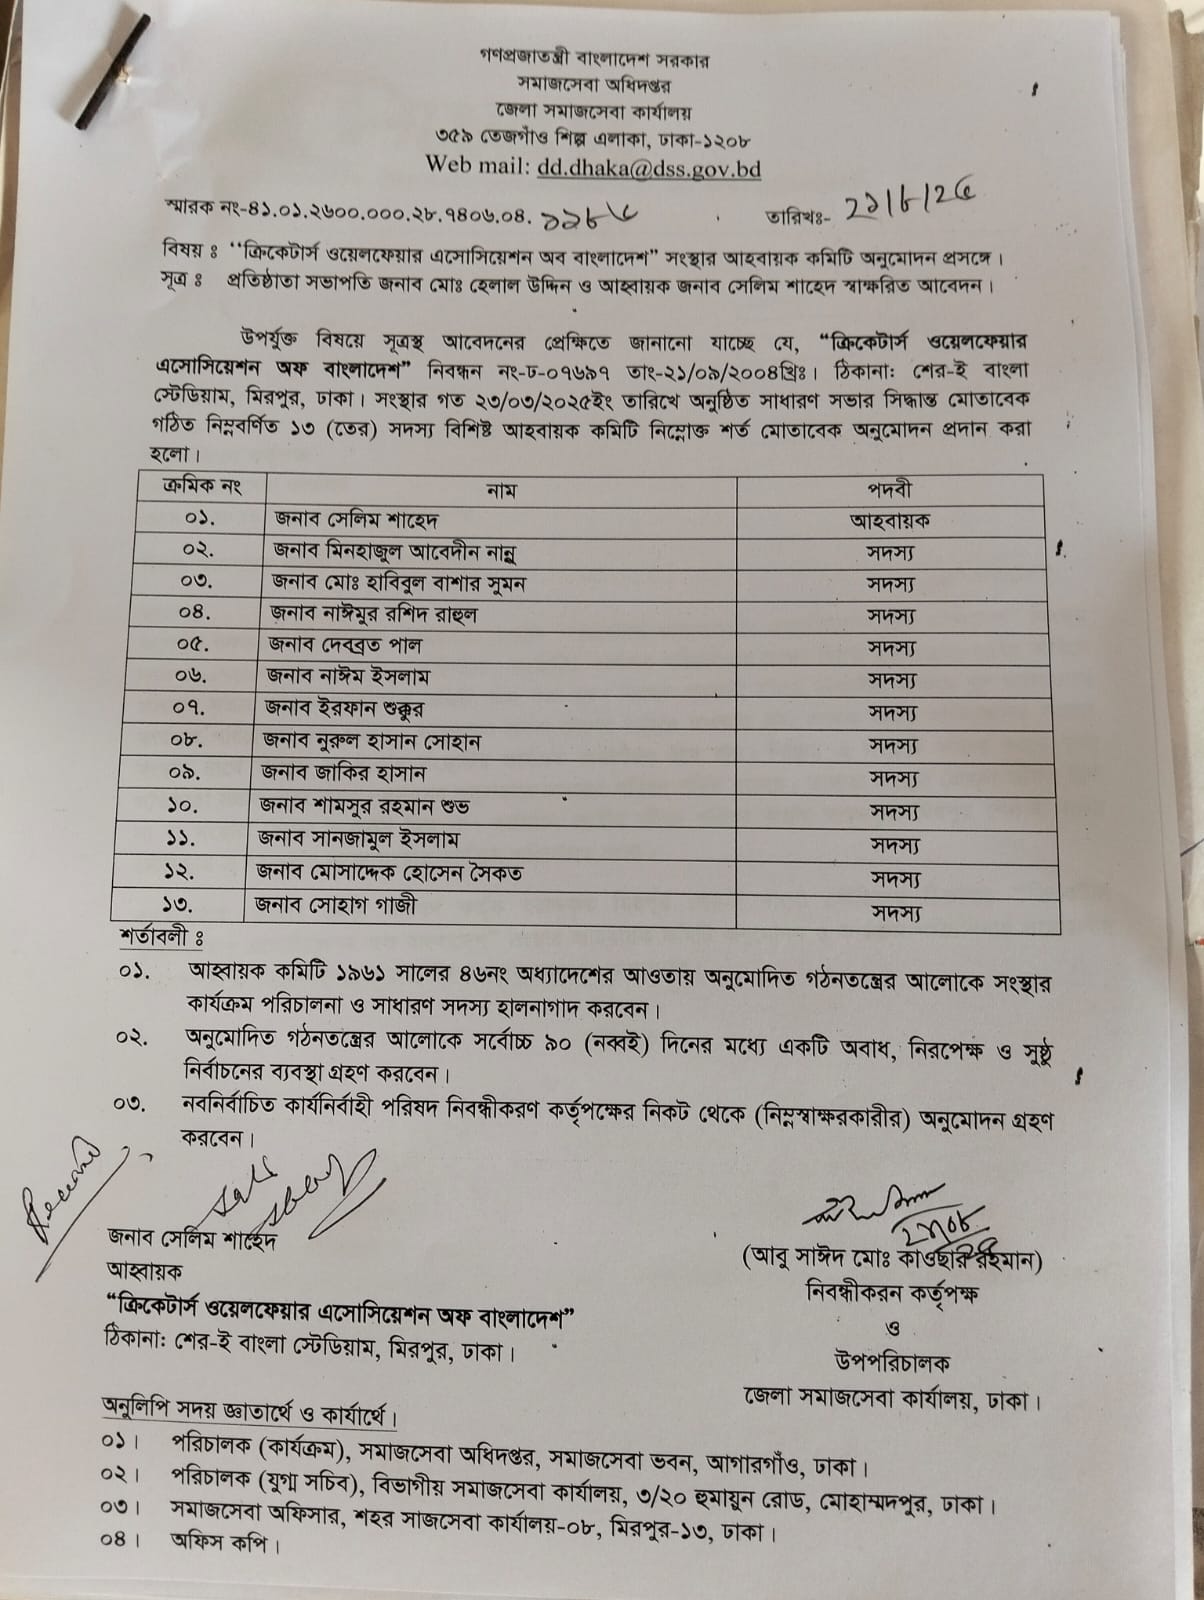 গণপ্রজাতন্ত্রী বাংলাদেশ সরকার
সমাজসেবা অধিদপ্তর
জেলা সমাজসেবা কার্যালয়
৩৫৯ তেজগাঁও শিল্প এলাকা, ঢাকা-১২০৮
Web mail: dd.dhaka@dss.gov.bd
স্মারক নং-৪১.০১.২৬০০.০০০.২৮.৭৪০৬.০৪. তারিখঃ- ২১/৮/২৫
বিষয় ঃ "ক্রিকেটার্স ওয়েলফেয়ার এসোসিয়েশন অব বাংলাদেশ" সংস্থার আহবায়ক কমিটি অনুমোদন প্রসঙ্গে।
সূত্র ঃ প্রতিষ্ঠাতা সভাপতি জনাব মোঃ হেলাল উদ্দিন ও আহ্বায়ক জনাব সেলিম শাহেদ স্বাক্ষরিত আবেদন।
উপর্যুক্ত বিষয়ে সূত্রস্থ আবেদনের প্রেক্ষিতে জানানো যাচ্ছে যে, "ক্রিকেটার্স ওয়েলফেয়ার
এসোসিয়েশন অফ বাংলাদেশ" নিবন্ধন নং-ঢ-০৭৬৯৭ তাং-২১/০৯/২০০৪খ্রিঃ। ঠিকানাঃ শের-ই বাংলা
স্টেডিয়াম, মিরপুর, ঢাকা। সংস্থার গত ২৩/০৩/২০২৫ইং তারিখে অনুষ্ঠিত সাধারণ সভার সিদ্ধান্ত মোতাবেক
গঠিত নিম্নবর্ণিত ১৩ (তের) সদস্য বিশিষ্ট আহবায়ক কমিটি নিম্নোক্ত শর্ত মোতাবেক অনুমোদন প্রদান করা
হলো।
ক্রমিক নং নাম পদবী
০১. জনাব সেলিম শাহেদ আহবায়ক
০২. জনাব মিনহাজুল আবেদীন নান্নু সদস্য
০৩. জনাব মোঃ হাবিবুল বাশার সুমন সদস্য
০৪. জনাব নাঈমুর রশিদ রাহুল সদস্য
০৫. জনাব দেবব্রত পাল সদস্য
০৬. জনাব নাঈম ইসলাম সদস্য
০৭. জনাব ইরফান শুক্কুর সদস্য
০৮. জনাব নুরুল হাসান সোহান সদস্য
০৯. জনাব জাকির হাসান সদস্য
১০. জনাব শামসুর রহমান শুভ সদস্য
১১. জনাব সানজামুল ইসলাম সদস্য
১২. জনাব মোসাদ্দেক হোসেন সৈকত সদস্য
১৩. জনাব সোহাগ গাজী সদস্য
শর্তাবলী ঃ
০১. আহ্বায়ক কমিটি ১৯৬১ সালের ৪৬নং অধ্যাদেশের আওতায় অনুমোদিত গঠনতন্ত্রের আলোকে সংস্থার
কার্যক্রম পরিচালনা ও সাধারণ সদস্য হালনাগাদ করবেন।
০২. অনুমোদিত গঠনতন্ত্রের আলোকে সর্বোচ্চ ৯০ (নব্বই) দিনের মধ্যে একটি অবাধ, নিরপেক্ষ ও সুষ্ঠু
নির্বাচনের ব্যবস্থা গ্রহণ করবেন।
০৩. নবনির্বাচিত কার্যনির্বাহী পরিষদ নিবন্ধীকরণ কর্তৃপক্ষের নিকট থেকে (নিম্নস্বাক্ষরকারীর) অনুমোদন গ্রহণ
করবেন।
Received
২১/০৮
জনাব সেলিম শাহেদ
আহ্বায়ক
"ক্রিকেটার্স ওয়েলফেয়ার এসোসিয়েশন অফ বাংলাদেশ"
ঠিকানাঃ শের-ই বাংলা স্টেডিয়াম, মিরপুর, ঢাকা।
(আবু সাঈদ মোঃ কাওছার রহমান)
নিবন্ধীকরন কর্তৃপক্ষ
ও
উপপরিচালক
জেলা সমাজসেবা কার্যালয়, ঢাকা।
অনুলিপি সদয় জ্ঞাতার্থে ও কার্যার্থে।
০১। পরিচালক (কার্যক্রম), সমাজসেবা অধিদপ্তর, সমাজসেবা ভবন, আগারগাঁও, ঢাকা।
০২। পরিচালক (যুগ্ম সচিব), বিভাগীয় সমাজসেবা কার্যালয়, ৩/২০ হুমায়ুন রোড, মোহাম্মদপুর, ঢাকা।
০৩। সমাজসেবা অফিসার, শহর সাজসেবা কার্যালয়-০৮, মিরপুর-১৩, ঢাকা।
০৪। অফিস কপি।